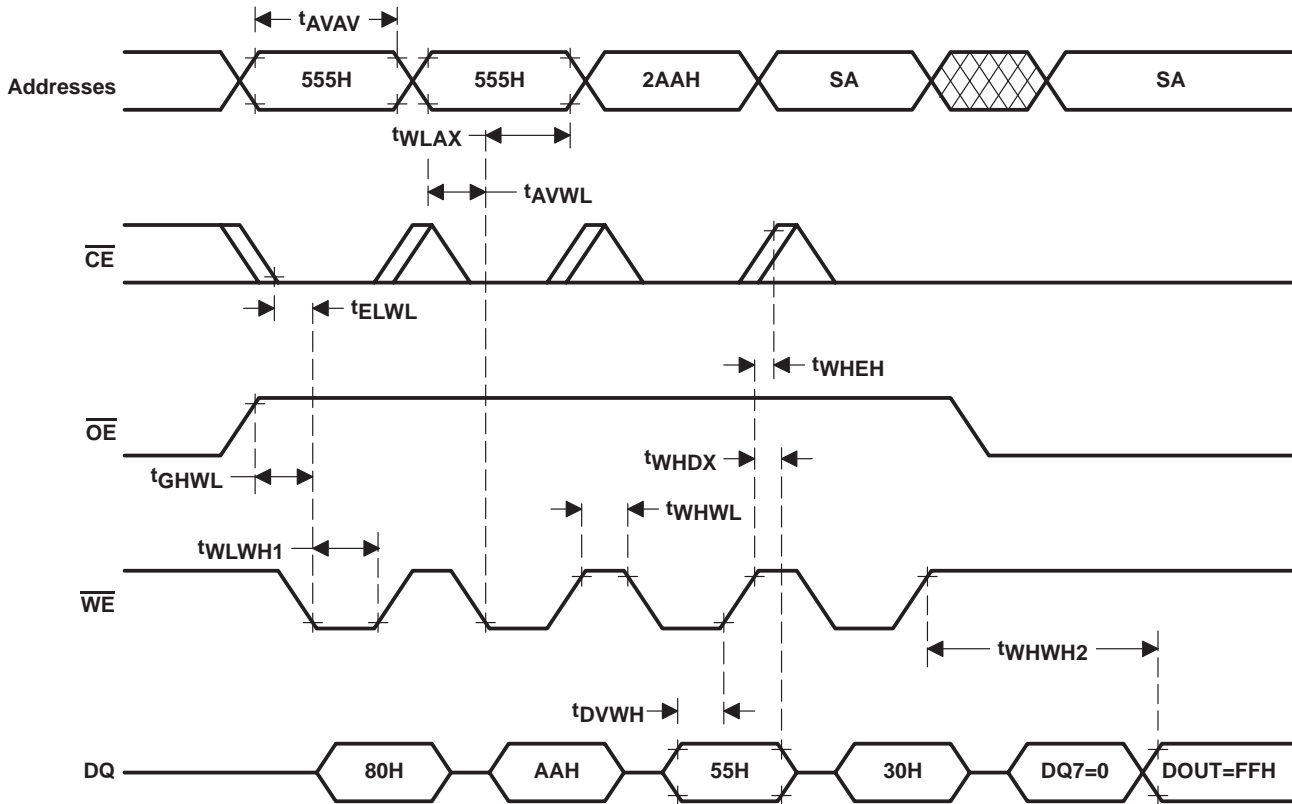 tAVAV
Addresses 555H 555H 2AAH SA SA
tWLAX
tAVWL
CE
tELWL
tWHEH
OE
tWHDX
tGHWL
tWHWL
tWLWH1
WE
tWHWH2
tDVWH
DQ 80H AAH 55H 30H DQ7=0 DOUT=FFH